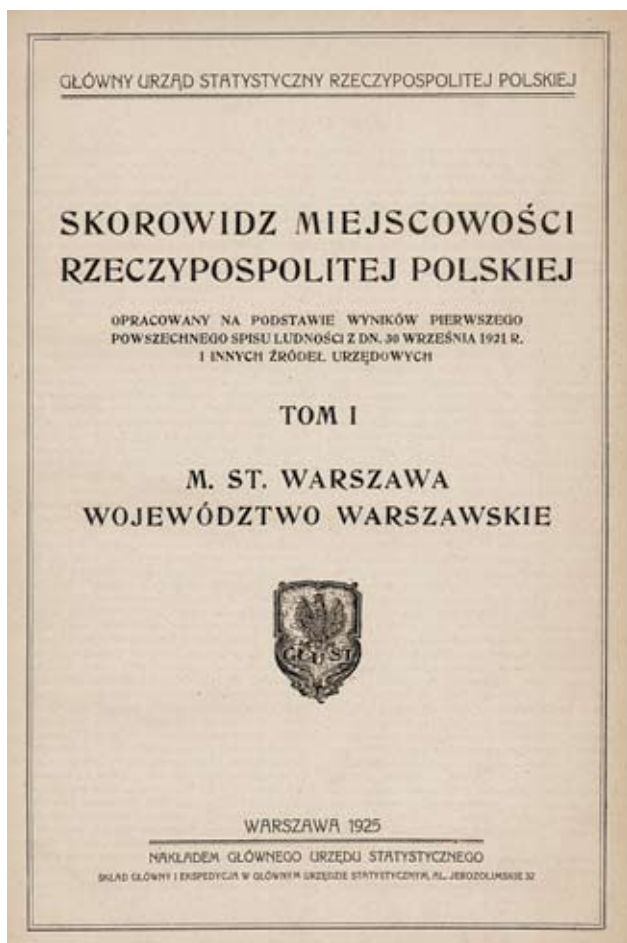 GŁÓWNY URZĄD STATYSTYCZNY RZECZYPOSPOLITEJ POLSKIEJ
SKOROWIDZ MIEJSCOWOŚCI
RZECZYPOSPOLITEJ POLSKIEJ
OPRACOWANY NA PODSTAWIE WYNIKÓW PIERWSZEGO
POWSZECHNEGO SPISU LUDNOŚCI Z DN. 30 WRZEŚNIA 1921 R.
I INNYCH ŹRÓDEŁ URZĘDOWYCH
TOM I
M. ST. WARSZAWA
WOJEWÓDZTWO WARSZAWSKIE
GŁ U ST
WARSZAWA 1925
NAKŁADEM GŁÓWNEGO URZĘDU STATYSTYCZNEGO
SKŁAD GŁÓWNY I EKSPEDYCJA W GŁÓWNYM URZĘDZIE STATYSTYCZNYM, AL. JEROZOLIMSKIE 32